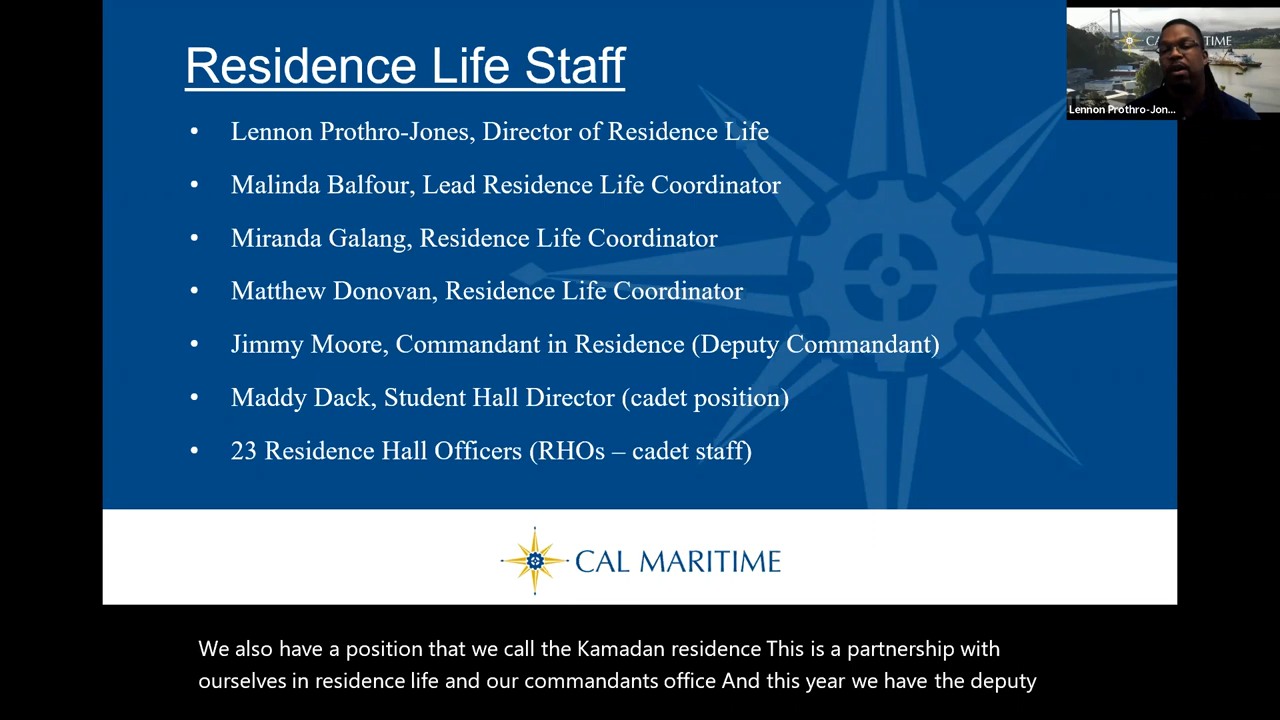 Residence Life Staff
• Lennon Prothro-Jones, Director of Residence Life
• Malinda Balfour, Lead Residence Life Coordinator
• Miranda Galang, Residence Life Coordinator
• Matthew Donovan, Residence Life Coordinator
• Jimmy Moore, Commandant in Residence (Deputy Commandant)
• Maddy Dack, Student Hall Director (cadet position)
• 23 Residence Hall Officers (RHOs – cadet staff)
Lennon Prothro-Jon...
CAL MARITIME
We also have a position that we call the Kamadan residence This is a partnership with
ourselves in residence life and our commandants office And this year we have the deputy